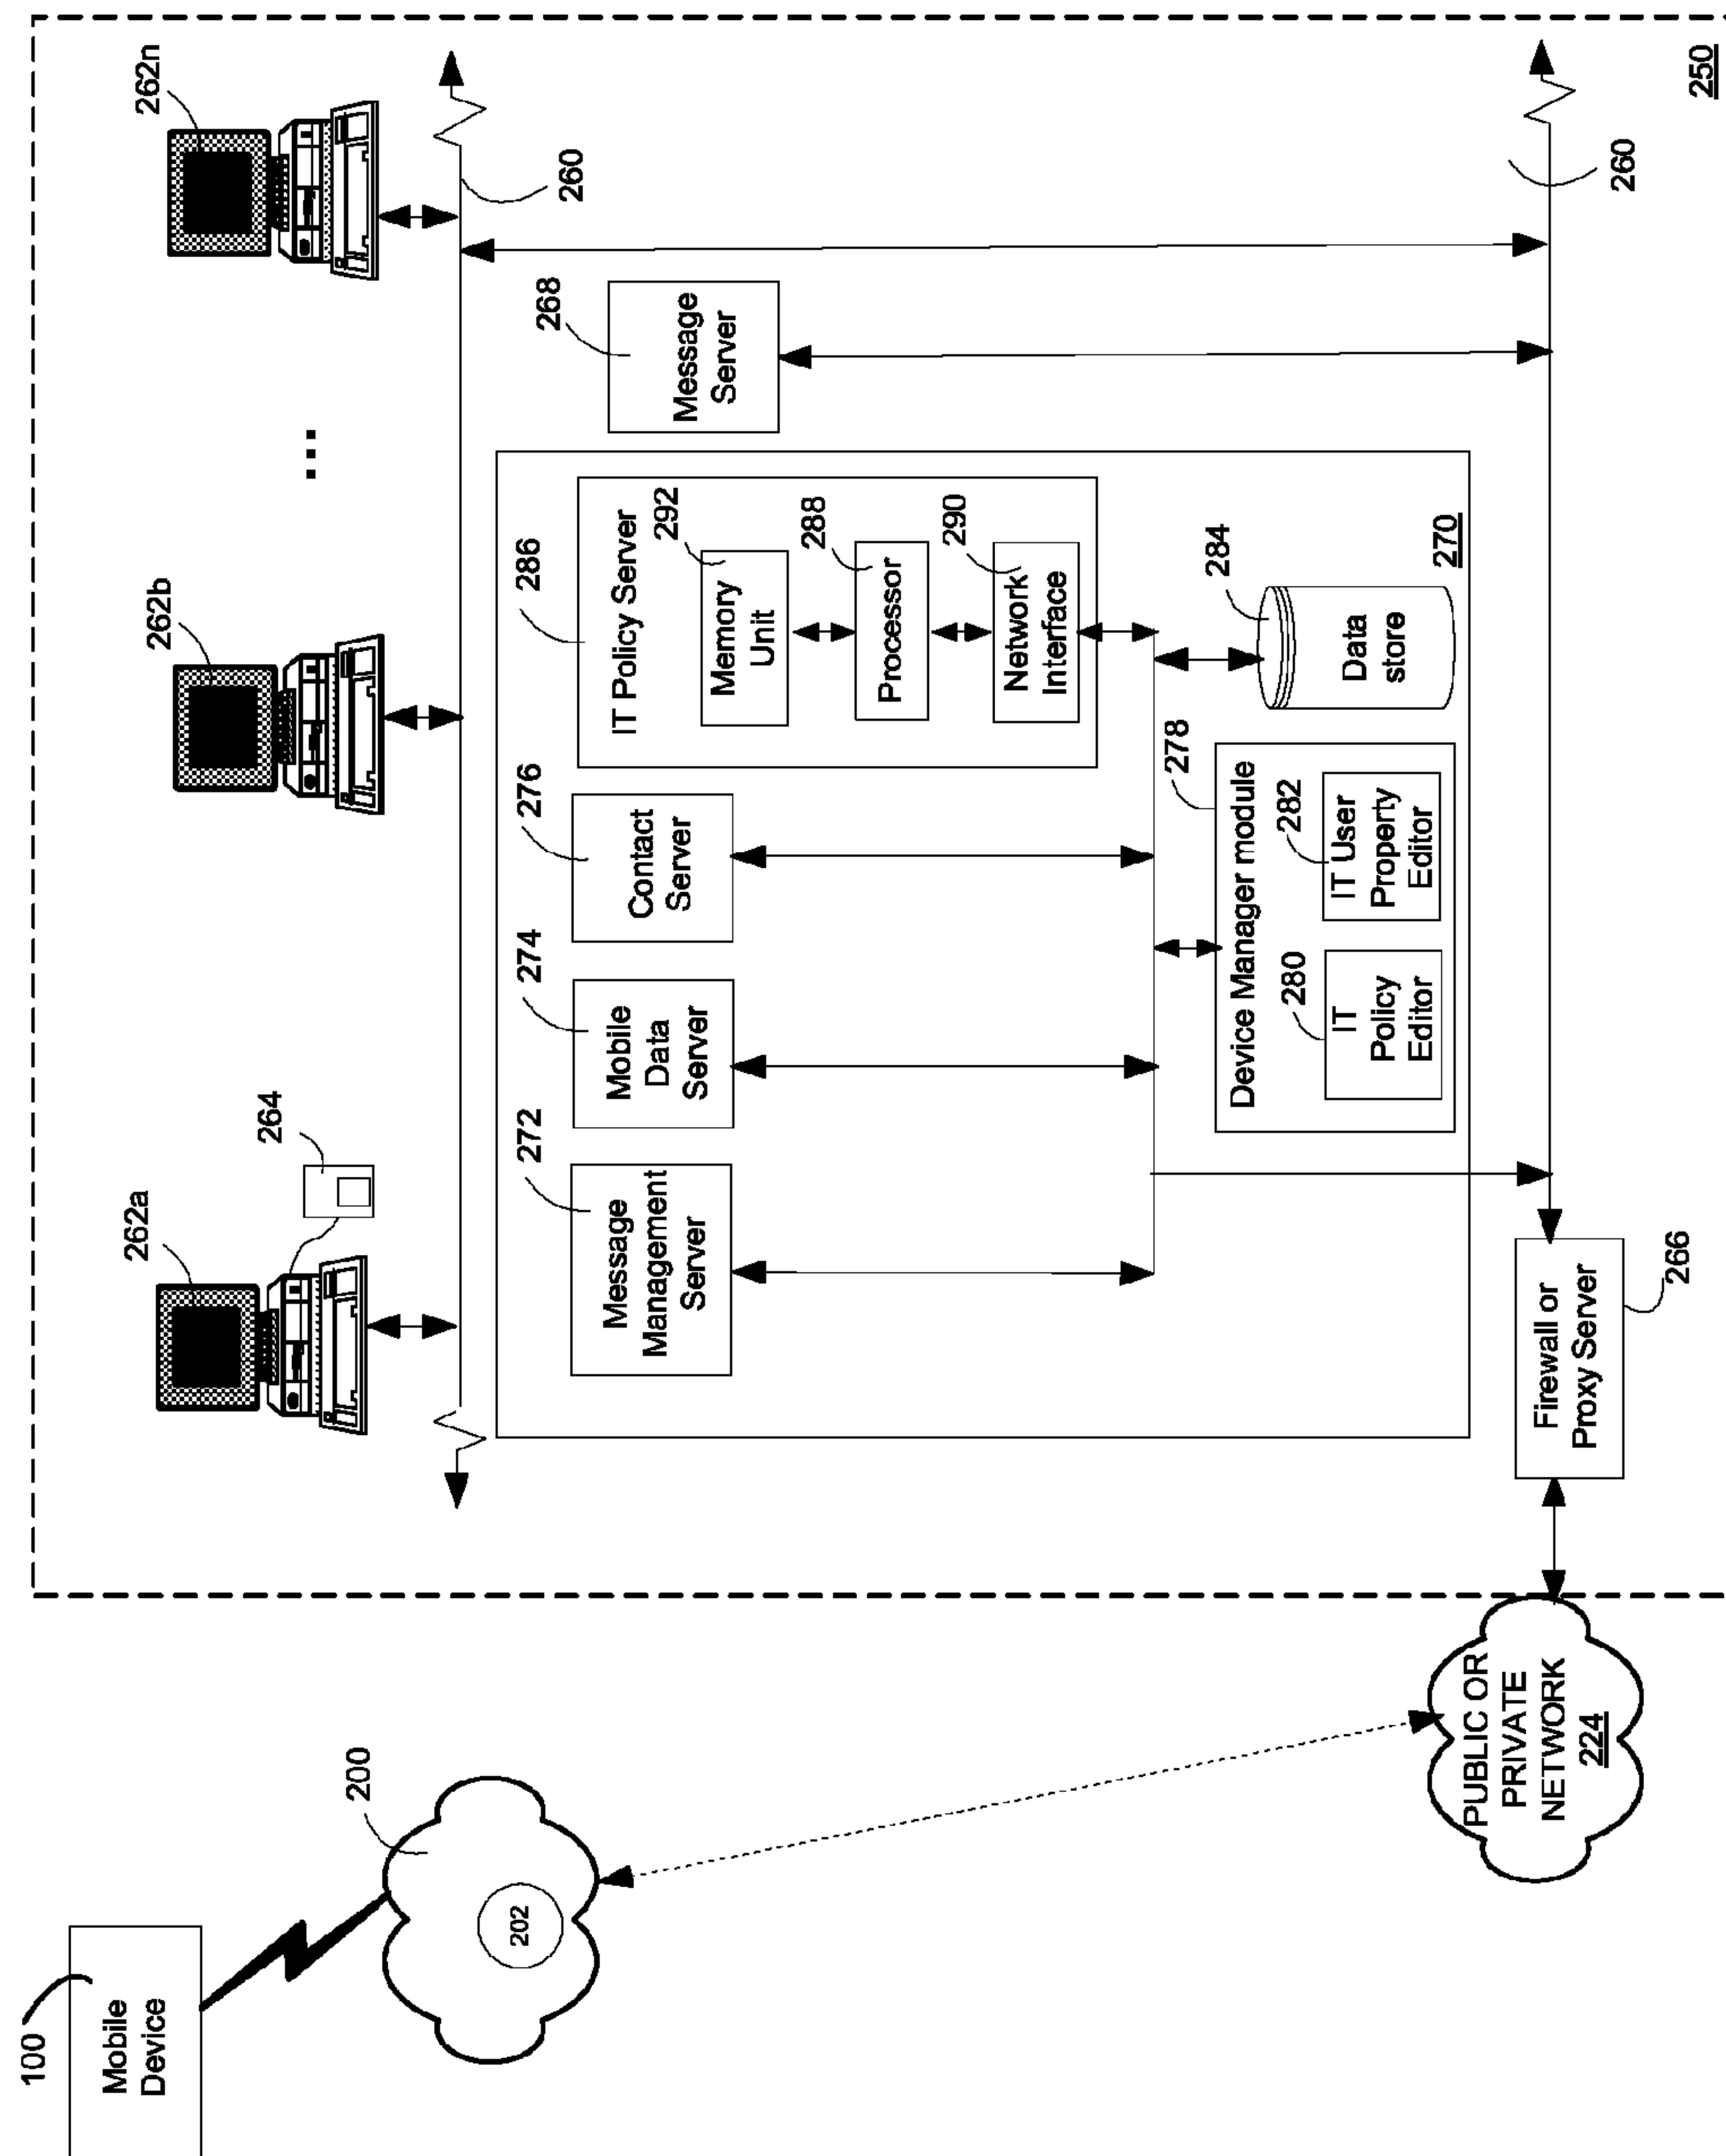 100
Mobile
Device
200
202
PUBLIC OR
PRIVATE
NETWORK
224
262a
264
262b
...
262n
260
272
Message
Management
Server
274
Mobile
Data
Server
276
Contact
Server
286
IT Policy Server
292
Memory
Unit
288
Processor
290
Network
Interface
268
Message
Server
278
Device Manager module
280
IT
Policy
Editor
282
IT User
Property
Editor
284
Data
store
270
266
Firewall or
Proxy Server
260
250